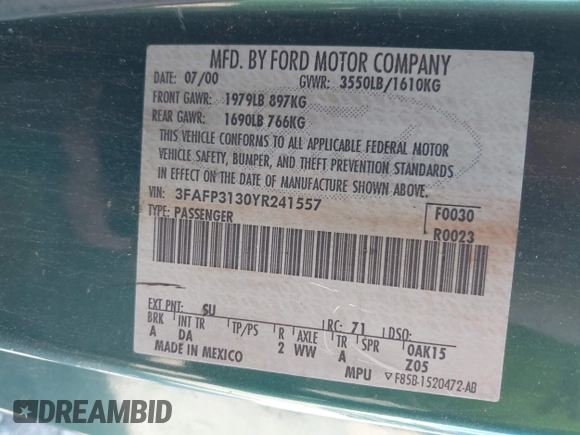 MFD. BY FORD MOTOR COMPANY
DATE: 07/00 GVWR: 3550LB/1610KG
FRONT GAWR: 1979LB 897KG
REAR GAWR: 1690LB 766KG
THIS VEHICLE CONFORMS TO ALL APPLICABLE FEDERAL MOTOR
VEHICLE SAFETY, BUMPER, AND THEFT PREVENTION STANDARDS
IN EFFECT ON THE DATE OF MANUFACTURE SHOWN ABOVE.
VIN: 3FAFP3130YR241557 F0030
TYPE: PASSENGER R0023
EXT PNT: SU RC: 71 DSO:
BRK INT TR TP/PS R AXLE TR SPR 0AK15
A DA 2 WW A Z05
MADE IN MEXICO MPU ▽F85B-1520472-AB
DREAMBID